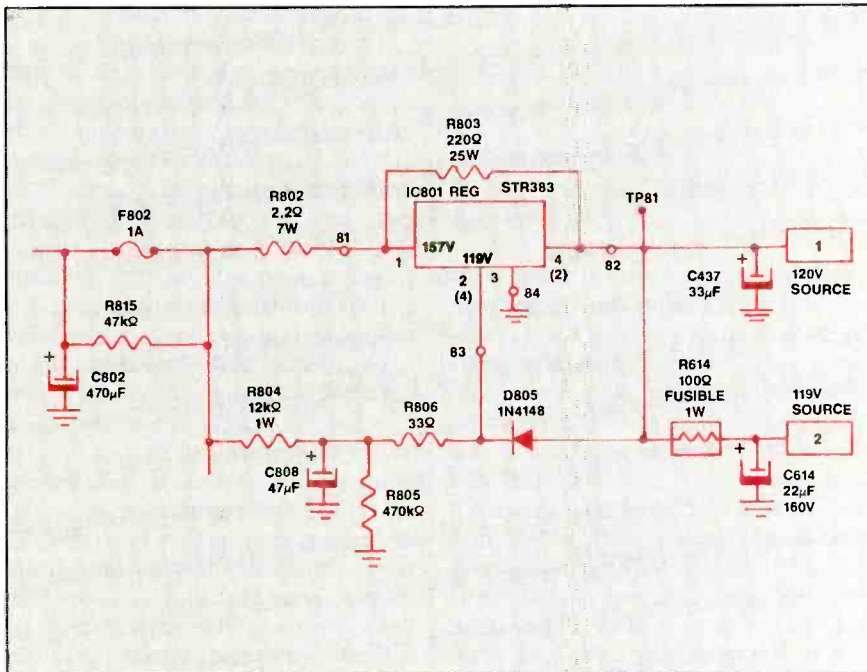 F802
1A
R802
2.2Ω
7W
81
R803
220Ω
25W
IC801 REG STR383
157V
119V
1
2
(4)
3
84
4
(2)
82
TP81
C437
33µF
1
120V
SOURCE
R815
47kΩ
C802
470µF
R804
12kΩ
1W
C808
47µF
R805
470kΩ
R806
33Ω
83
D805
1N4148
R614
100Ω
FUSIBLE
1W
119V
SOURCE
2
C614
22µF
160V
+
+
+
+